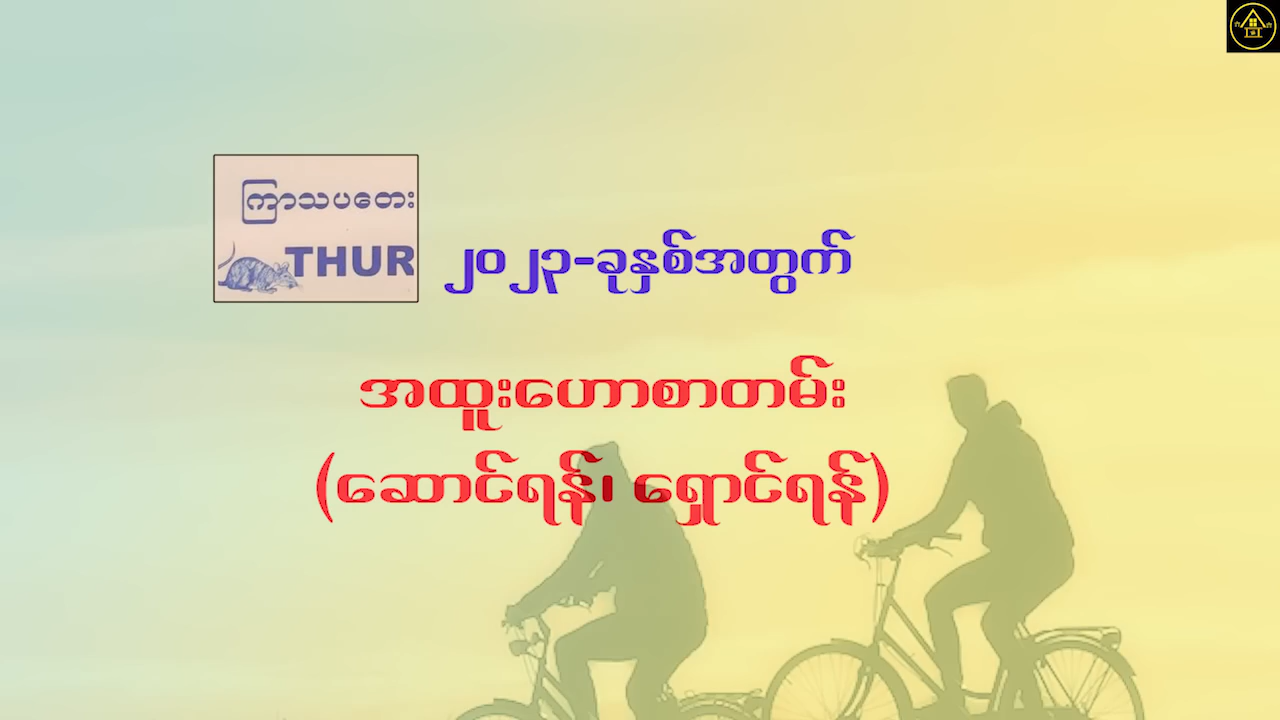 ကြာသပတေး
THUR
၂၀၂၃-ခုနှစ်အတွက်
အထူးဟောစာတမ်း
(ဆောင်ရန်၊ ရှောင်ရန်)